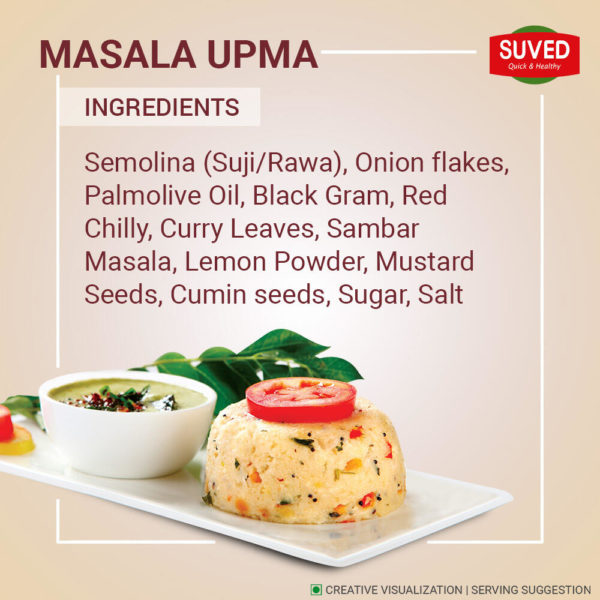 MASALA UPMA
SUVED
Quick & Healthy
INGREDIENTS
Semolina (Suji/Rawa), Onion flakes,
Palmolive Oil, Black Gram, Red
Chilly, Curry Leaves, Sambar
Masala, Lemon Powder, Mustard
Seeds, Cumin seeds, Sugar, Salt
CREATIVE VISUALIZATION | SERVING SUGGESTION